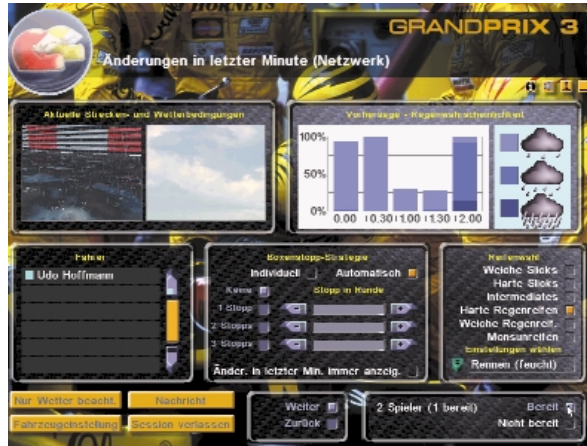 HORNETS
GRANDPRIX 3
Änderungen in letzter Minute (Netzwerk)
Aktuelle Strecken- und Wetterbedingungen
Vorhersage - Regenwahrscheinlichkeit
100%
50%
0%
0.00 +0.30 +1.00 +1.30 +2.00
Fahrer
Udo Hoffmann
Boxenstopp-Strategie
Individuell Automatisch
Keine Stopp in Runde
1 Stopp
2 Stopps
3 Stopps
Änder. in letzter Min. immer anzeig.
Reifenwahl
Weiche Slicks
Harte Slicks
Intermediates
Harte Regenreifen
Weiche Regenreif.
Monsunreifen
Einstellungen wählen
Rennen (feucht)
Nur Wetter beacht. Nachricht
Fahrzeugeinstellung Session verlassen
Weiter
Zurück
2 Spieler (1 bereit) Bereit
Nicht bereit